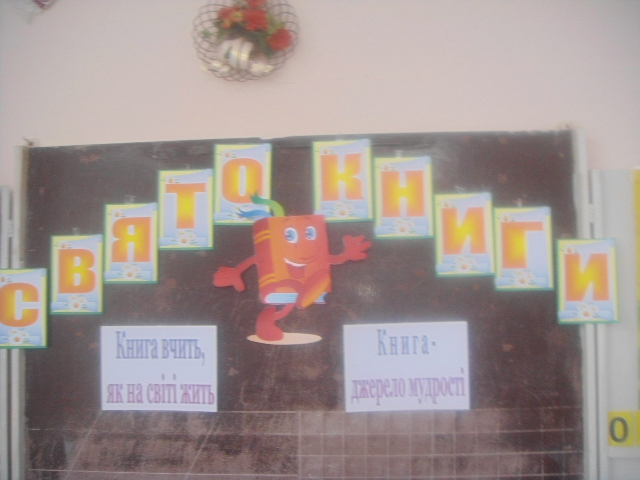 СВЯТО КНИГИ
Книга вчить,
як на світі жить
Книга-
джерело мудрості
О